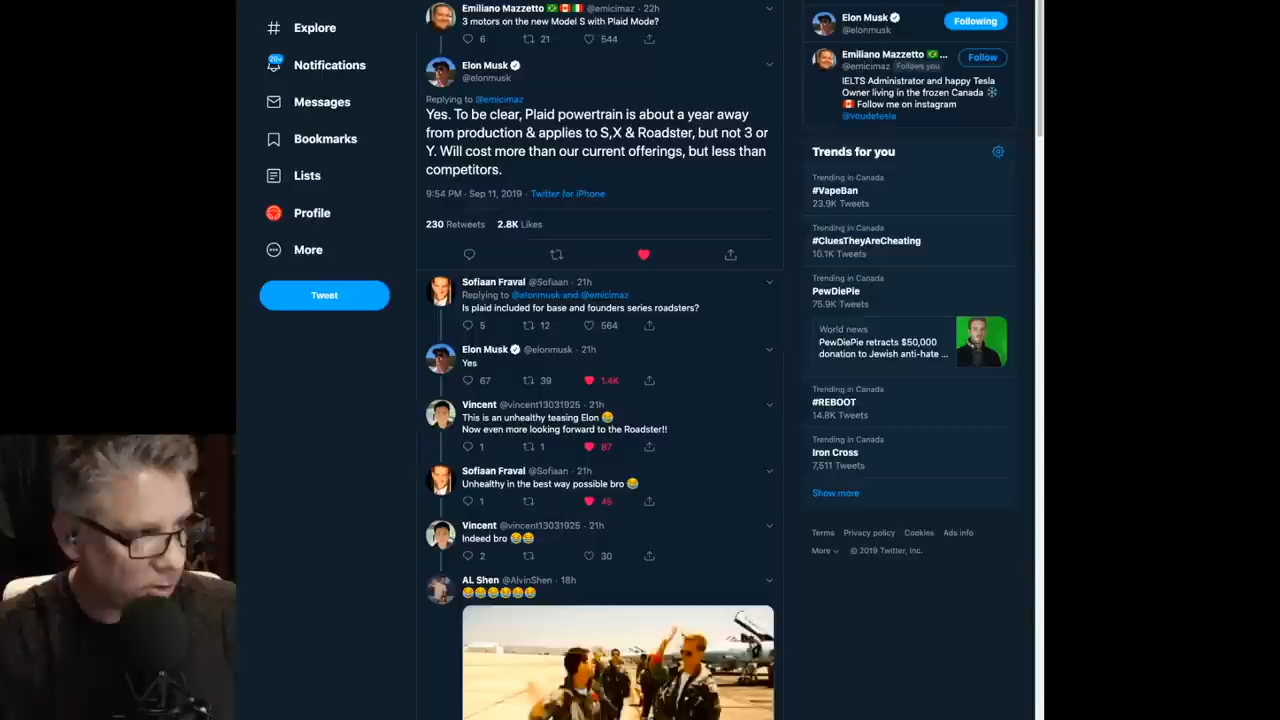 Explore
20+
Notifications
Messages
Bookmarks
Lists
Profile
More
Tweet
Emiliano Mazzetto @emicimaz · 22h
3 motors on the new Model S with Plaid Mode?
6 21 544
Elon Musk
@elonmusk
Replying to @emicimaz
Yes. To be clear, Plaid powertrain is about a year away
from production & applies to S,X & Roadster, but not 3 or
Y. Will cost more than our current offerings, but less than
competitors.
9:54 PM · Sep 11, 2019 · Twitter for iPhone
230 Retweets 2.8K Likes
Sofiaan Fraval @Sofiaan · 21h
Replying to @elonmusk and @emicimaz
Is plaid included for base and founders series roadsters?
5 12 564
Elon Musk @elonmusk · 21h
Yes
67 39 1.4K
Vincent @vincent13031925 · 21h
This is an unhealthy teasing Elon 😂
Now even more looking forward to the Roadster!!
1 1 87
Sofiaan Fraval @Sofiaan · 21h
Unhealthy in the best way possible bro 😂
1 45
Vincent @vincent13031925 · 21h
Indeed bro 😂😂
2 30
AL Shen @AlvinShen · 18h
😂😂😂😂😂😂
Elon Musk
@elonmusk
Following
Emiliano Mazzetto ...
@emicimaz Follows you
Follow
IELTS Administrator and happy Tesla
Owner living in the frozen Canada ❄️
🇨🇦 Follow me on instagram
@voudetesla
Trends for you
Trending in Canada
#VapeBan
23.9K Tweets
Trending in Canada
#CluesTheyAreCheating
10.1K Tweets
Trending in Canada
PewDiePie
75.9K Tweets
World news
PewDiePie retracts $50,000
donation to Jewish anti-hate ...
Trending in Canada
#REBOOT
14.8K Tweets
Trending in Canada
Iron Cross
7,511 Tweets
Show more
Terms Privacy policy Cookies Ads info
More © 2019 Twitter, Inc.